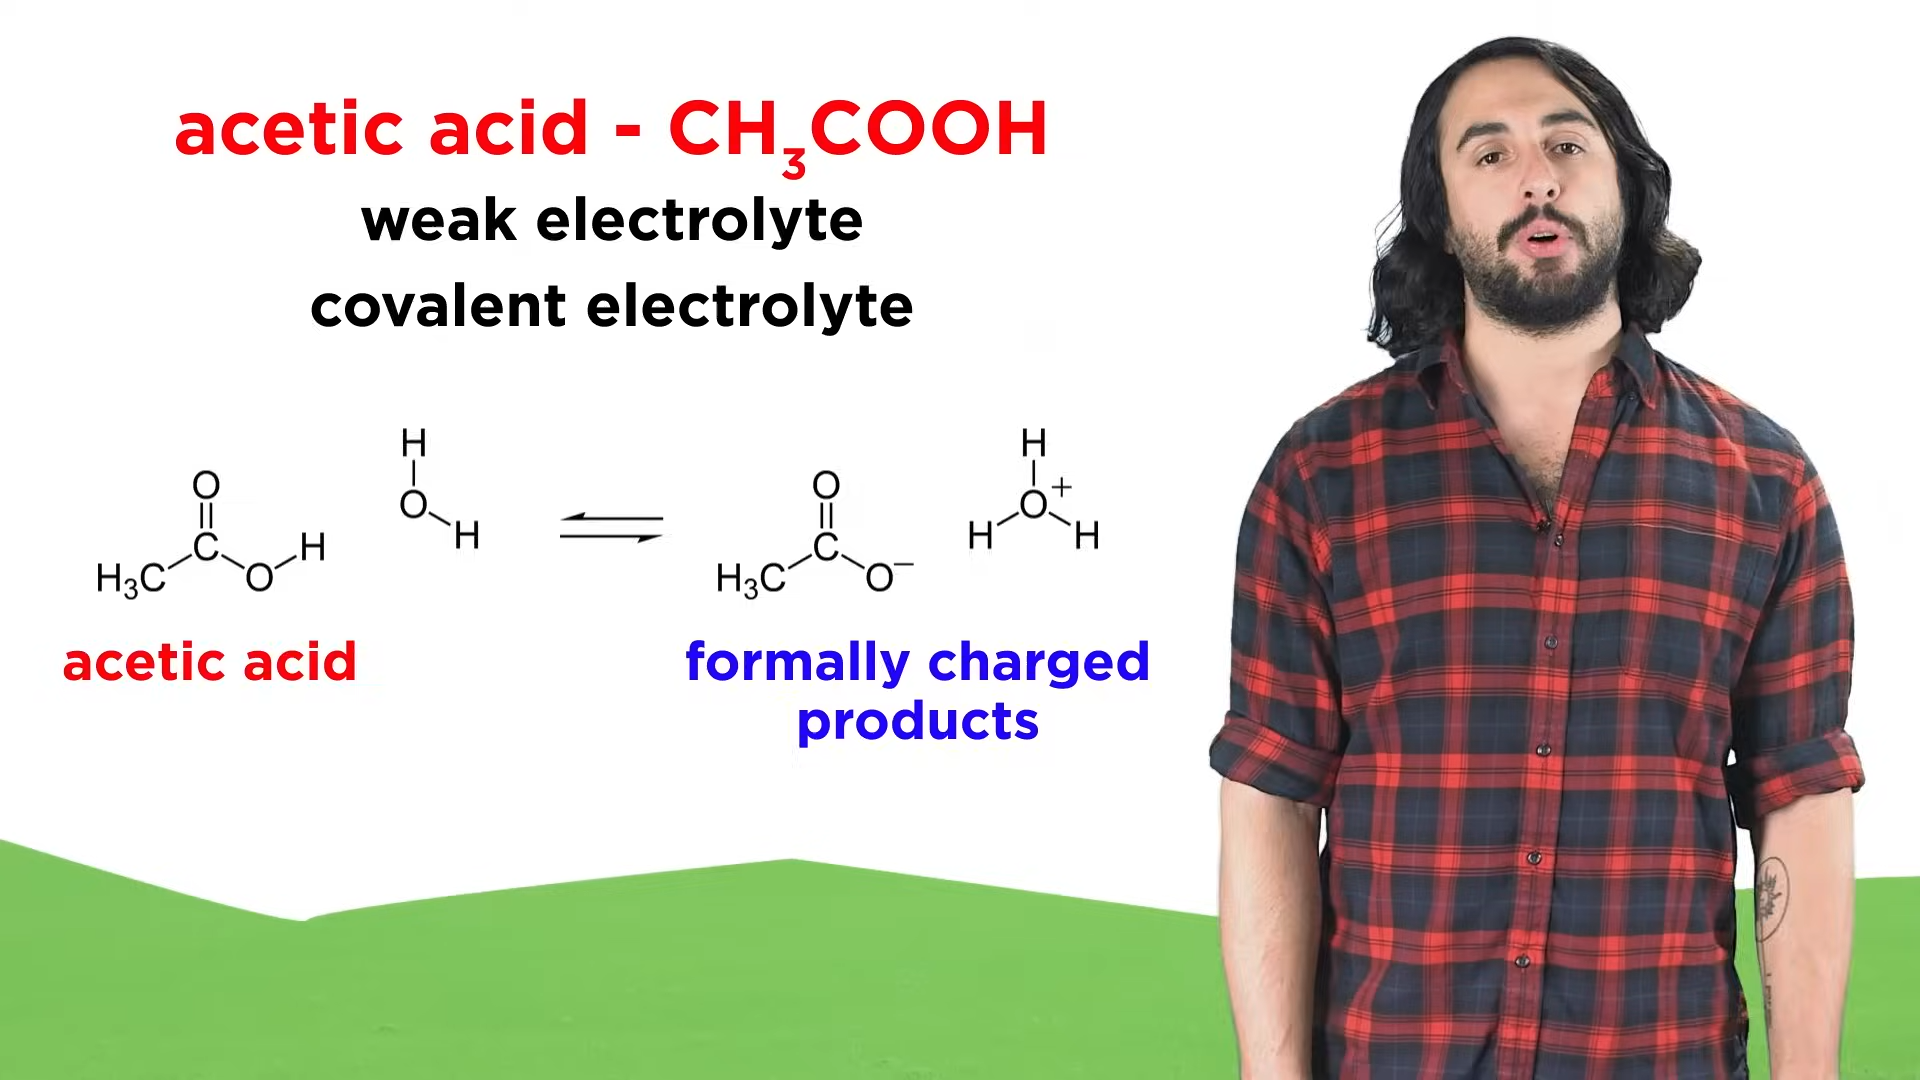 acetic acid - CH₃COOH
weak electrolyte
covalent electrolyte
H
O
H
O
C
H₃C
O
H
H
O
+
H
H
O
C
H₃C
O⁻
acetic acid
formally charged
products